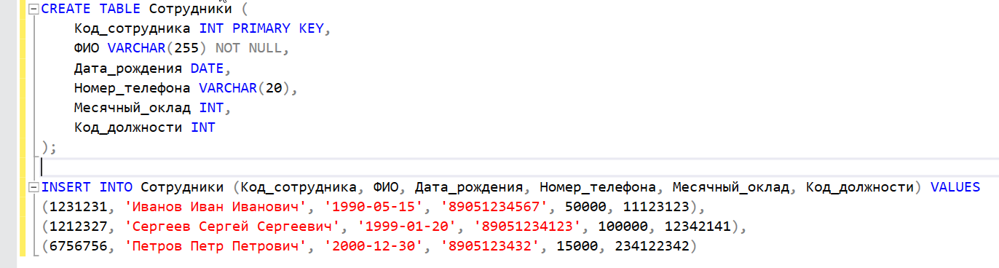 CREATE TABLE Сотрудники (
Код_сотрудника INT PRIMARY KEY,
ФИО VARCHAR(255) NOT NULL,
Дата_рождения DATE,
Номер_телефона VARCHAR(20),
Месячный_оклад INT,
Код_должности INT
);
INSERT INTO Сотрудники (Код_сотрудника, ФИО, Дата_рождения, Номер_телефона, Месячный_оклад, Код_должности) VALUES
(1231231, 'Иванов Иван Иванович', '1990-05-15', '89051234567', 50000, 11123123),
(1212327, 'Сергеев Сергей Сергеевич', '1999-01-20', '89051234123', 100000, 12342141),
(6756756, 'Петров Петр Петрович', '2000-12-30', '8905123432', 15000, 234122342)